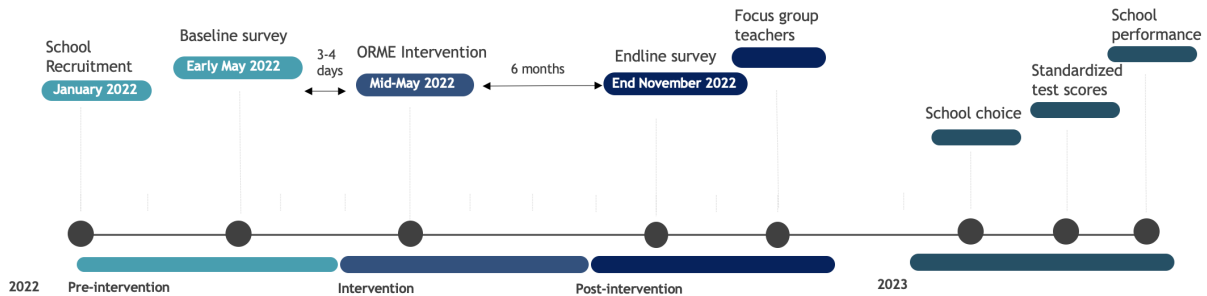 School
Recruitment
January 2022
Baseline survey
Early May 2022
3-4
days
ORME Intervention
Mid-May 2022
6 months
Endline survey
End November 2022
Focus group
teachers
School choice
Standardized
test scores
School
performance
2022
Pre-intervention
Intervention
Post-intervention
2023